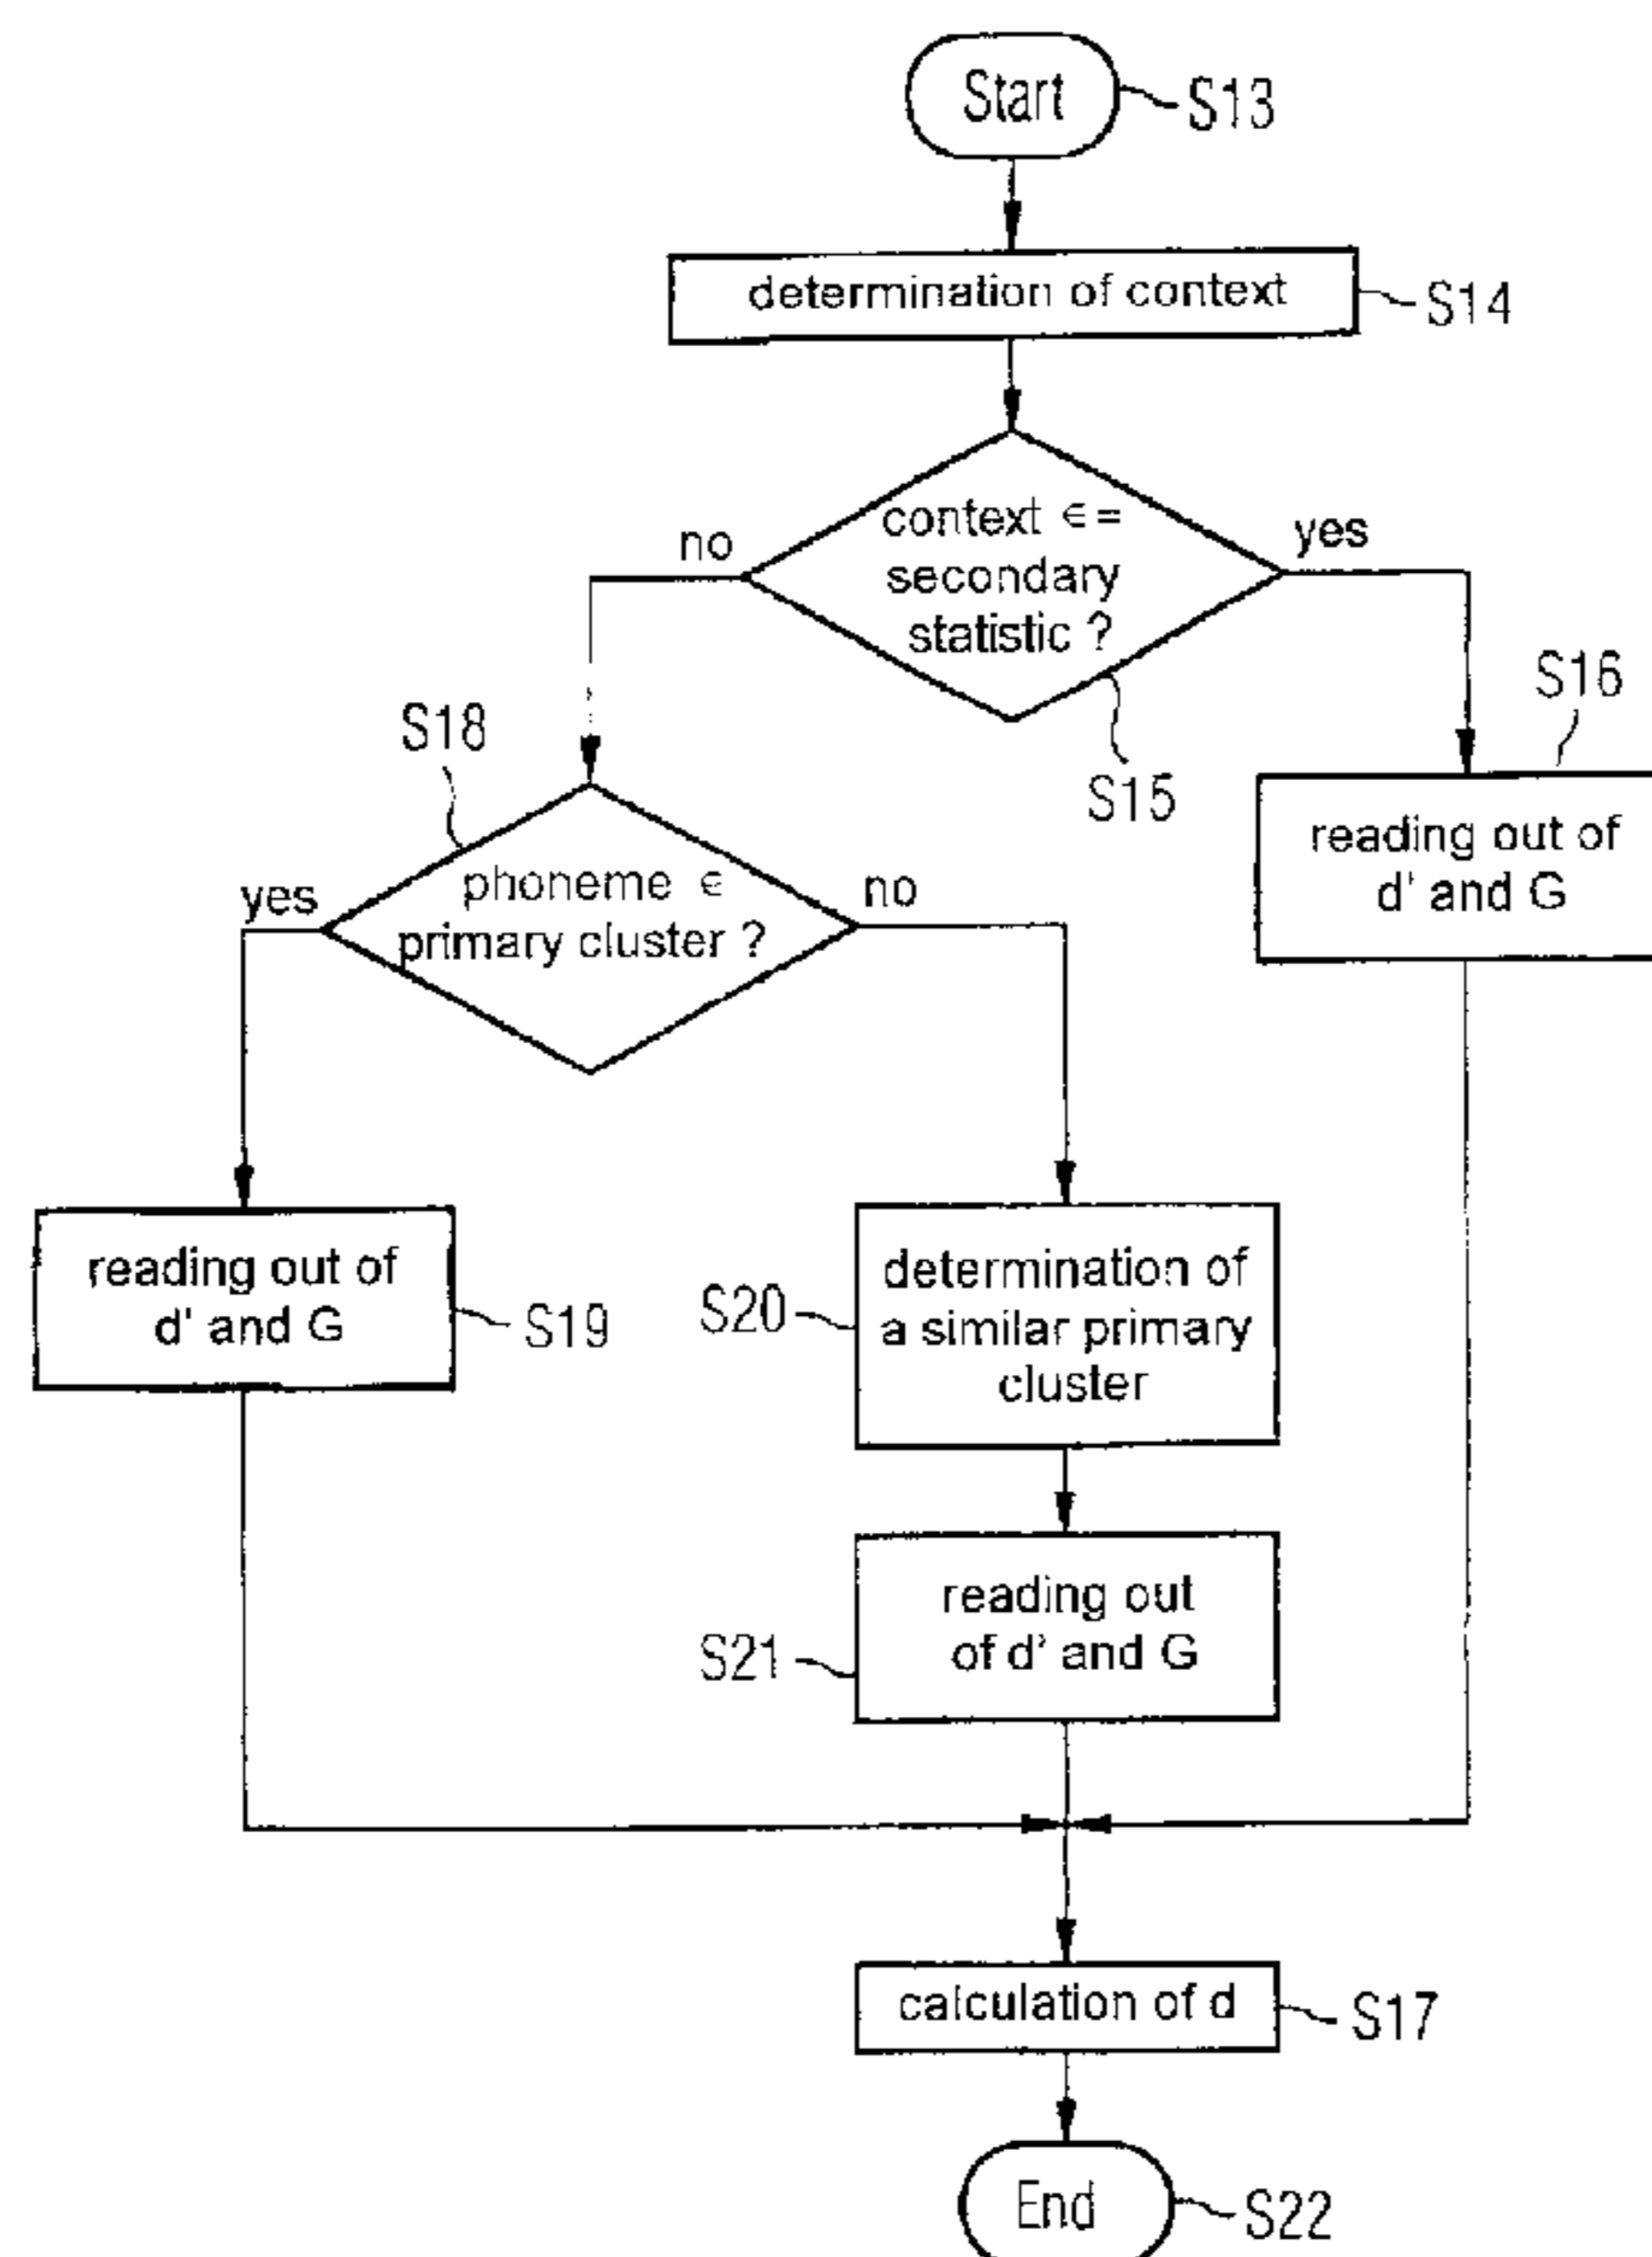 Start
S13
determination of context
S14
no
context ∈ =
secondary
statistic ?
yes
S15
S16
reading out of
d' and G
S18
yes
phoneme ∈
primary cluster ?
no
reading out of
d' and G
S19
S20
determination of
a similar primary
cluster
S21
reading out
of d' and G
calculation of d
S17
End
S22